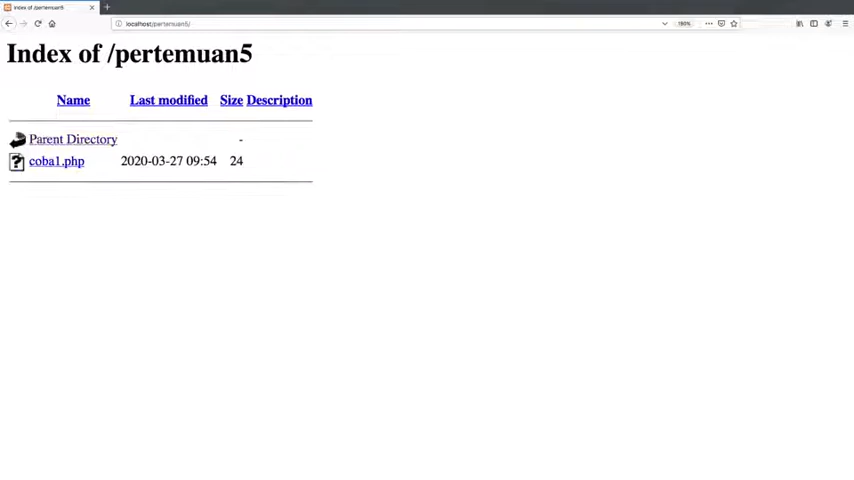 Index of /pertemuan5
localhost/pertemuan5/
190%
Index of /pertemuan5
Name Last modified Size Description
Parent Directory -
coba1.php 2020-03-27 09:54 24